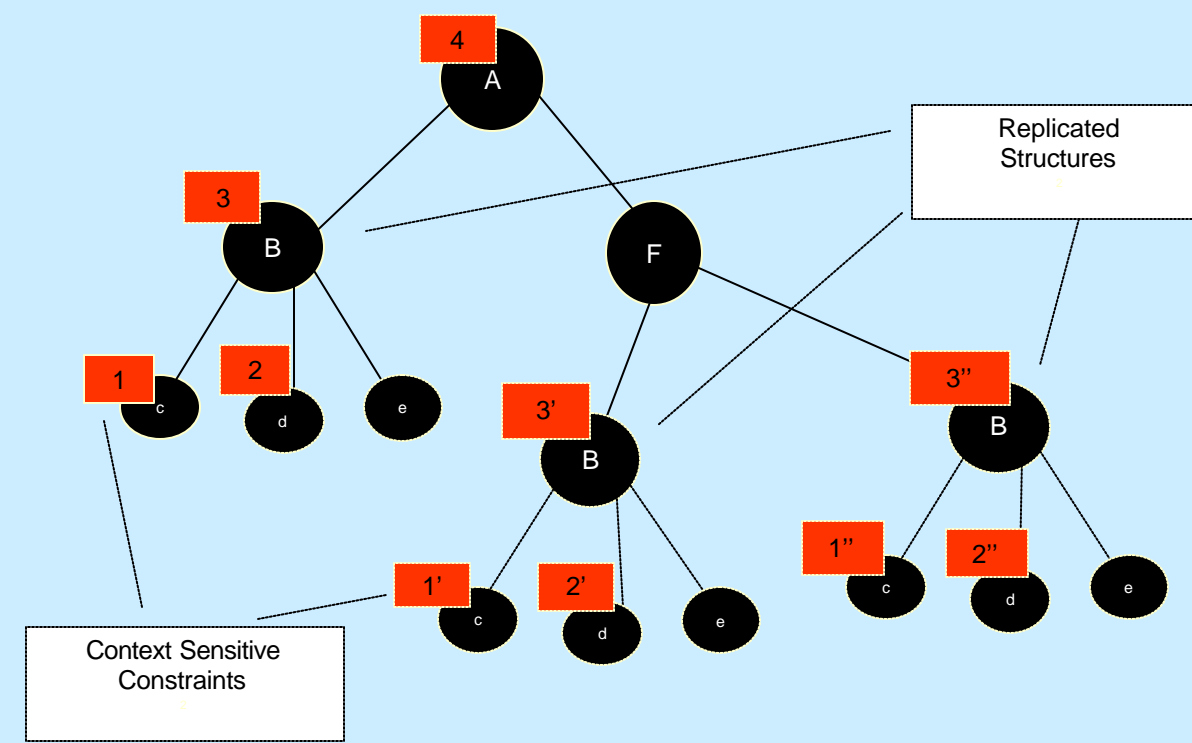 4
A
Replicated
Structures
3
B
F
1
c
2
d
e
3’
B
3’’
B
1’
c
2’
d
e
1’’
c
2’’
d
e
Context Sensitive
Constraints